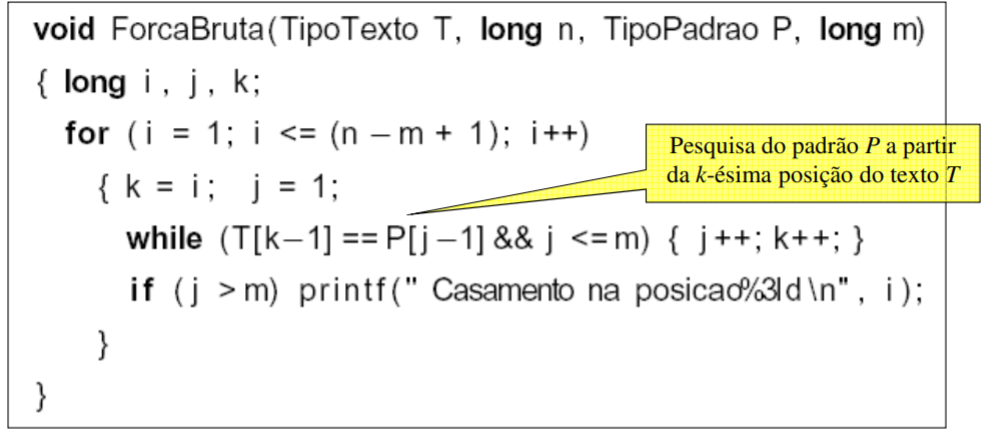 void ForcaBruta(TipoTexto T, long n, TipoPadrao P, long m)
{ long i, j, k;
for (i = 1; i <= (n – m + 1); i++)
Pesquisa do padrão P a partir
da k-ésima posição do texto T
{ k = i; j = 1;
while (T[k–1] == P[j–1] && j <= m) { j++; k++; }
if (j > m) printf(" Casamento na posicao%3ld\n", i);
}
}